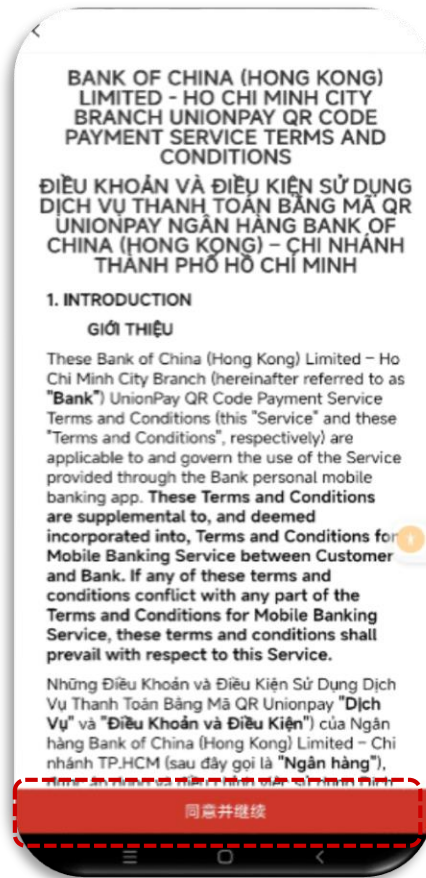 BANK OF CHINA (HONG KONG)
LIMITED - HO CHI MINH CITY
BRANCH UNIONPAY QR CODE
PAYMENT SERVICE TERMS AND
CONDITIONS
ĐIỀU KHOẢN VÀ ĐIỀU KIỆN SỬ DỤNG
DỊCH VỤ THANH TOÁN BẰNG MÃ QR
UNIONPAY NGÂN HÀNG BANK OF
CHINA (HONG KONG) – CHI NHÁNH
THÀNH PHỐ HỒ CHÍ MINH
1. INTRODUCTION
GIỚI THIỆU
These Bank of China (Hong Kong) Limited – Ho
Chi Minh City Branch (hereinafter referred to as
"Bank") UnionPay QR Code Payment Service
Terms and Conditions (this "Service" and these
"Terms and Conditions", respectively) are
applicable to and govern the use of the Service
provided through the Bank personal mobile
banking app. These Terms and Conditions
are supplemental to, and deemed
incorporated into, Terms and Conditions for
Mobile Banking Service between Customer
and Bank. If any of these terms and
conditions conflict with any part of the
Terms and Conditions for Mobile Banking
Service, these terms and conditions shall
prevail with respect to this Service.
Những Điều Khoản và Điều Kiện Sử Dụng Dịch
Vụ Thanh Toán Bằng Mã QR Unionpay "Dịch
Vụ" và "Điều Khoản và Điều Kiện") của Ngân
hàng Bank of China (Hong Kong) Limited – Chi
nhánh TP.HCM (sau đây gọi là "Ngân hàng"),
同意并继续